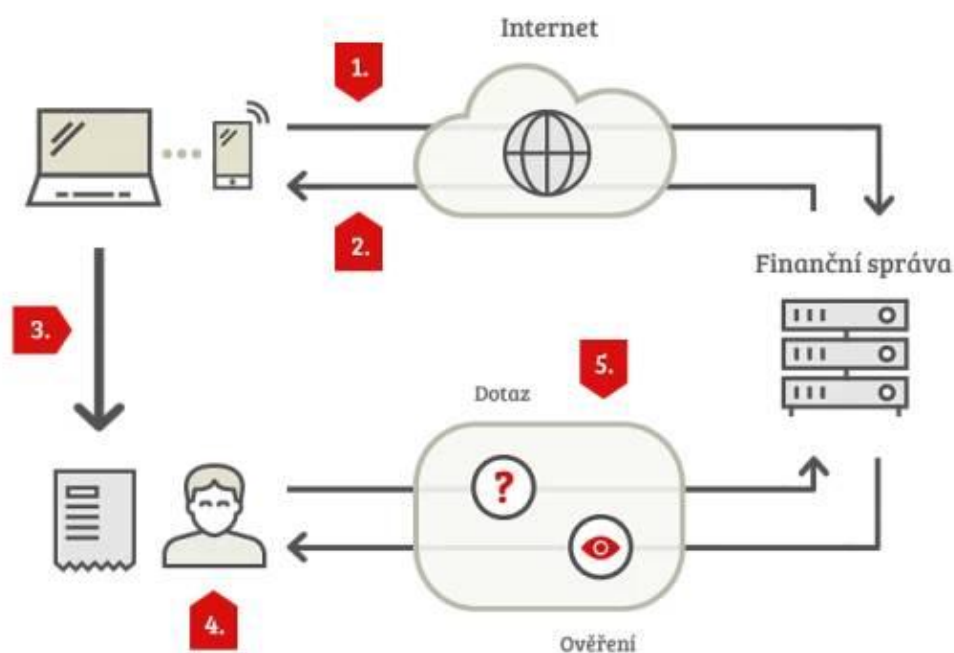 Internet
1.
2.
Finanční správa
3.
5.
Dotaz
?
4.
Ověření